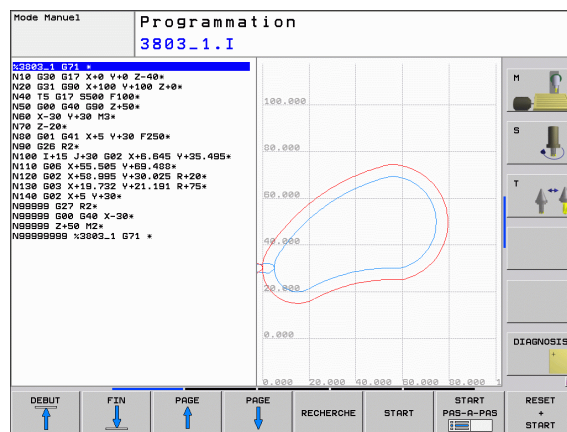 Mode Manuel
Programmation
3803_1.I
%3803_1 G71 *
N10 G30 G17 X+0 Y+0 Z-40*
N20 G31 G90 X+100 Y+100 Z+0*
N40 T5 G17 S500 F100*
N50 G00 G40 G90 Z+50*
N60 X-30 Y+30 M3*
N70 Z-20*
N80 G01 G41 X+5 Y+30 F250*
N90 G26 R2*
N100 I+15 J+30 G02 X+6.645 Y+35.495*
N110 G06 X+55.505 Y+69.488*
N120 G02 X+58.995 Y+30.025 R+20*
N130 G03 X+19.732 Y+21.191 R+75*
N140 G02 X+5 Y+30*
N99999 G27 R2*
N99999 G00 G40 X-30*
N99999 Z+50 M2*
N99999999 %3803_1 G71 *
100.000
80.000
60.000
40.000
20.000
0.000
0.000 20.000 40.000 60.000 80.000 1
M
S
T
DIAGNOSIS
DEBUT
FIN
PAGE
PAGE
RECHERCHE
START
START
PAS-A-PAS
RESET
+
START